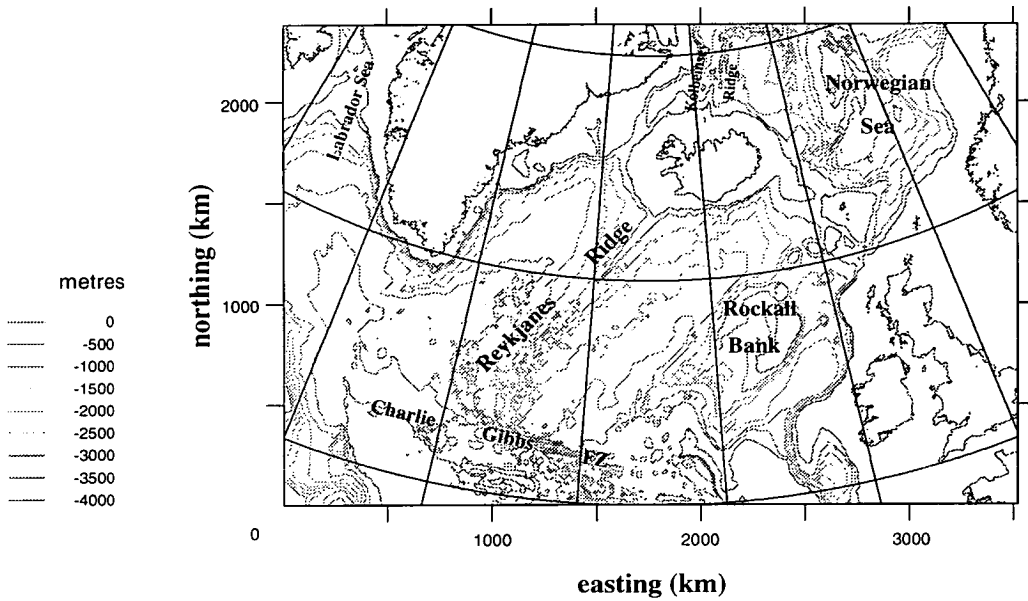 Labrador Sea
Kolbeinsey
Ridge
Norwegian
Sea
2000
northing (km)
Ridge
metres
1000
Rockall
Bank
0
-500
-1000
-1500
-2000
-2500
-3000
-3500
-4000
Reykjanes
Charlie
Gibbs
FZ
0
1000
2000
3000
easting (km)